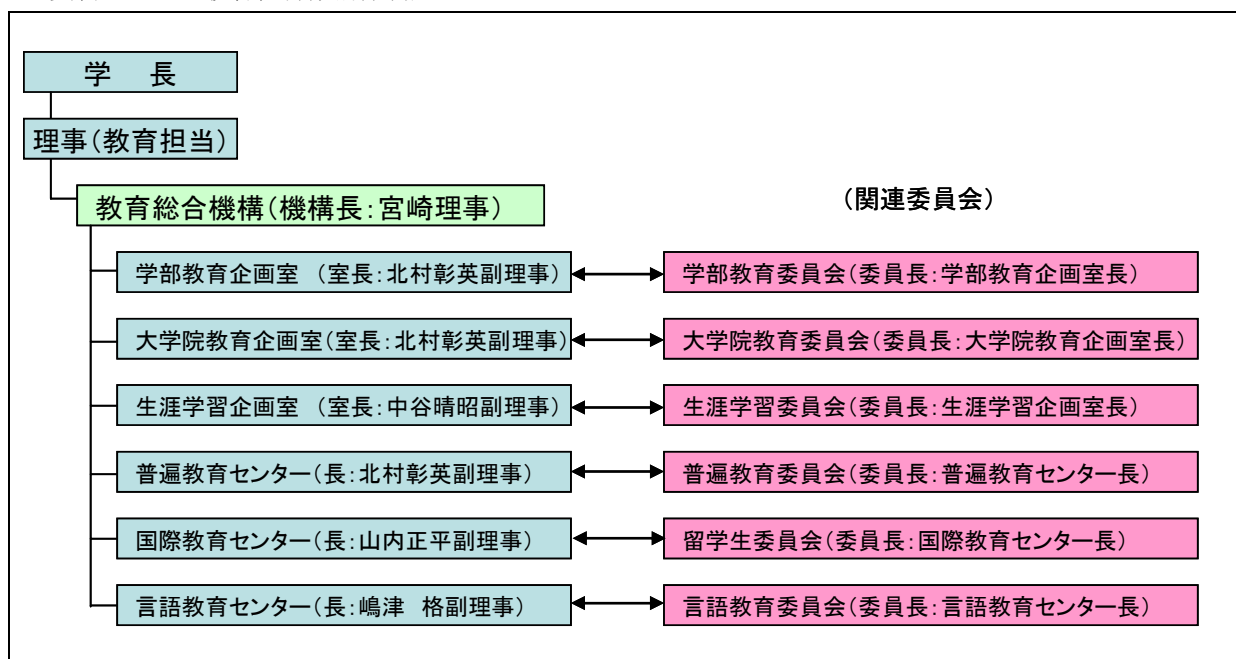 学　長
理事（教育担当）
教育総合機構（機構長：宮崎理事）
（関連委員会）
学部教育企画室　（室長：北村彰英副理事）
学部教育委員会（委員長：学部教育企画室長）
大学院教育企画室（室長：北村彰英副理事）
大学院教育委員会（委員長：大学院教育企画室長）
生涯学習企画室　（室長：中谷晴昭副理事）
生涯学習委員会（委員長：生涯学習企画室長）
普遍教育センター（長：北村彰英副理事）
普遍教育委員会（委員長：普遍教育センター長）
国際教育センター（長：山内正平副理事）
留学生委員会（委員長：国際教育センター長）
言語教育センター（長：嶋津　格副理事）
言語教育委員会（委員長：言語教育センター長）